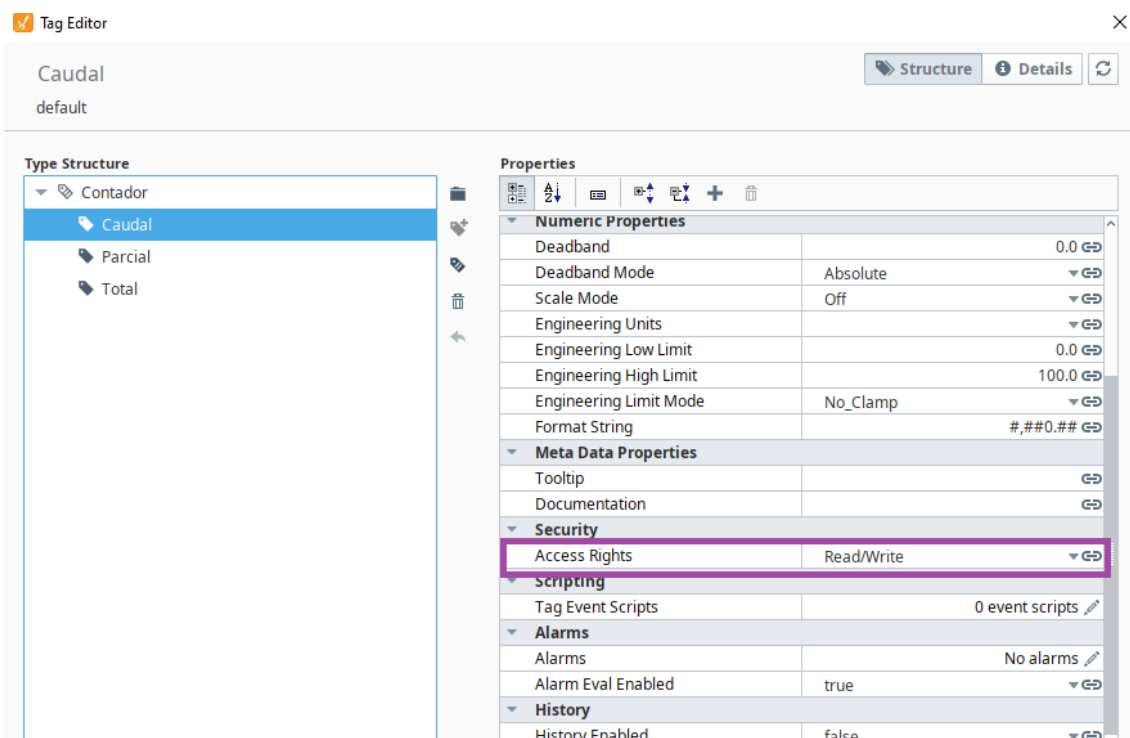 Tag Editor
Caudal
Structure Details
default
Type Structure
Contador
Caudal
Parcial
Total
Properties
Numeric Properties
Deadband 0.0
Deadband Mode Absolute
Scale Mode Off
Engineering Units
Engineering Low Limit 0.0
Engineering High Limit 100.0
Engineering Limit Mode No_Clamp
Format String #,##0.##
Meta Data Properties
Tooltip
Documentation
Security
Access Rights Read/Write
Scripting
Tag Event Scripts 0 event scripts
Alarms
Alarms No alarms
Alarm Eval Enabled true
History
History Enabled false